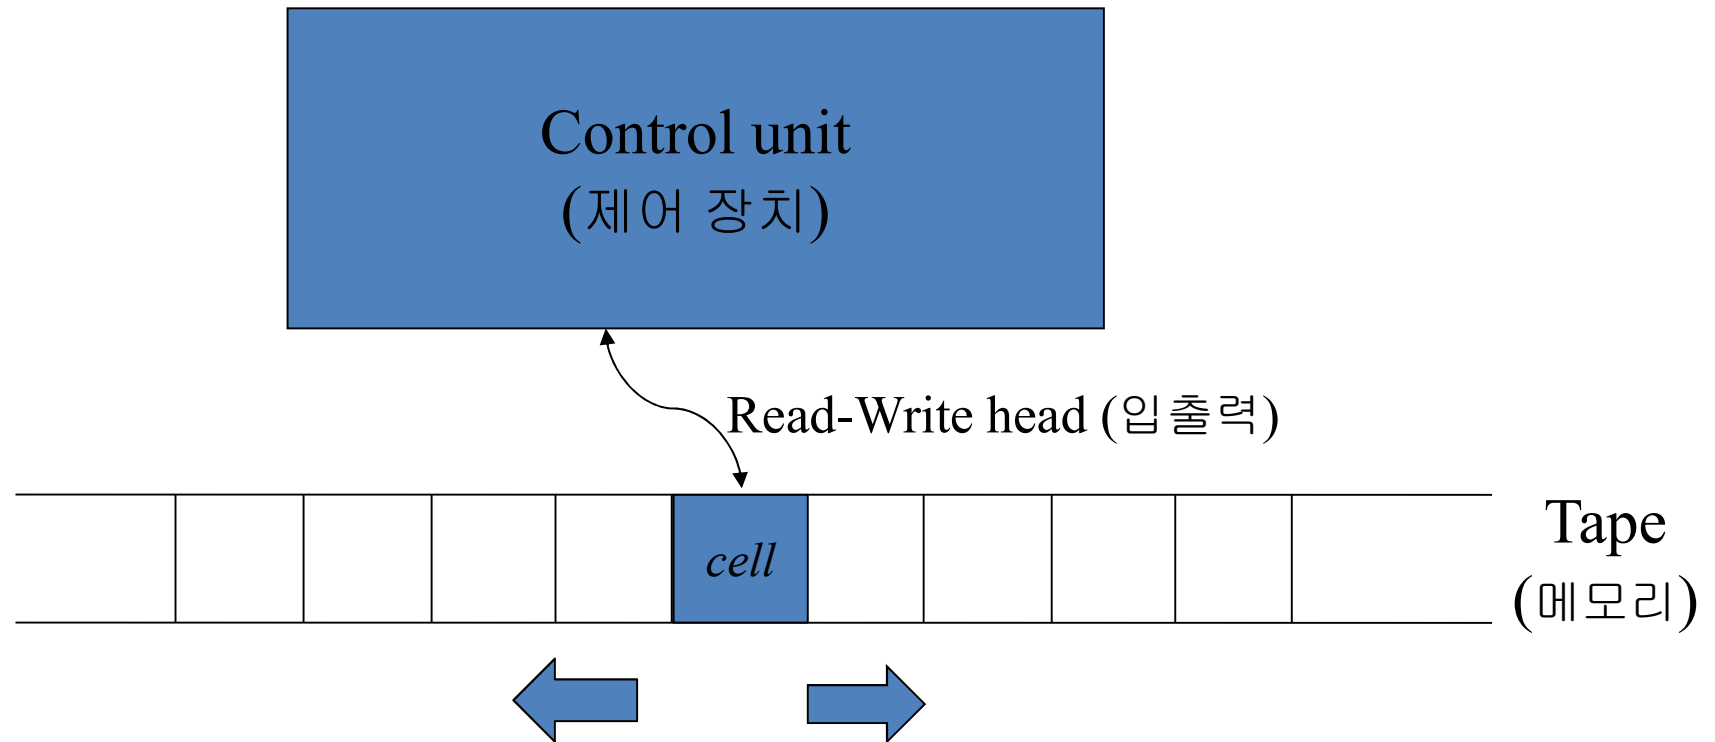 Control unit
(제어 장치)
Read-Write head (입출력)
cell
Tape
(메모리)